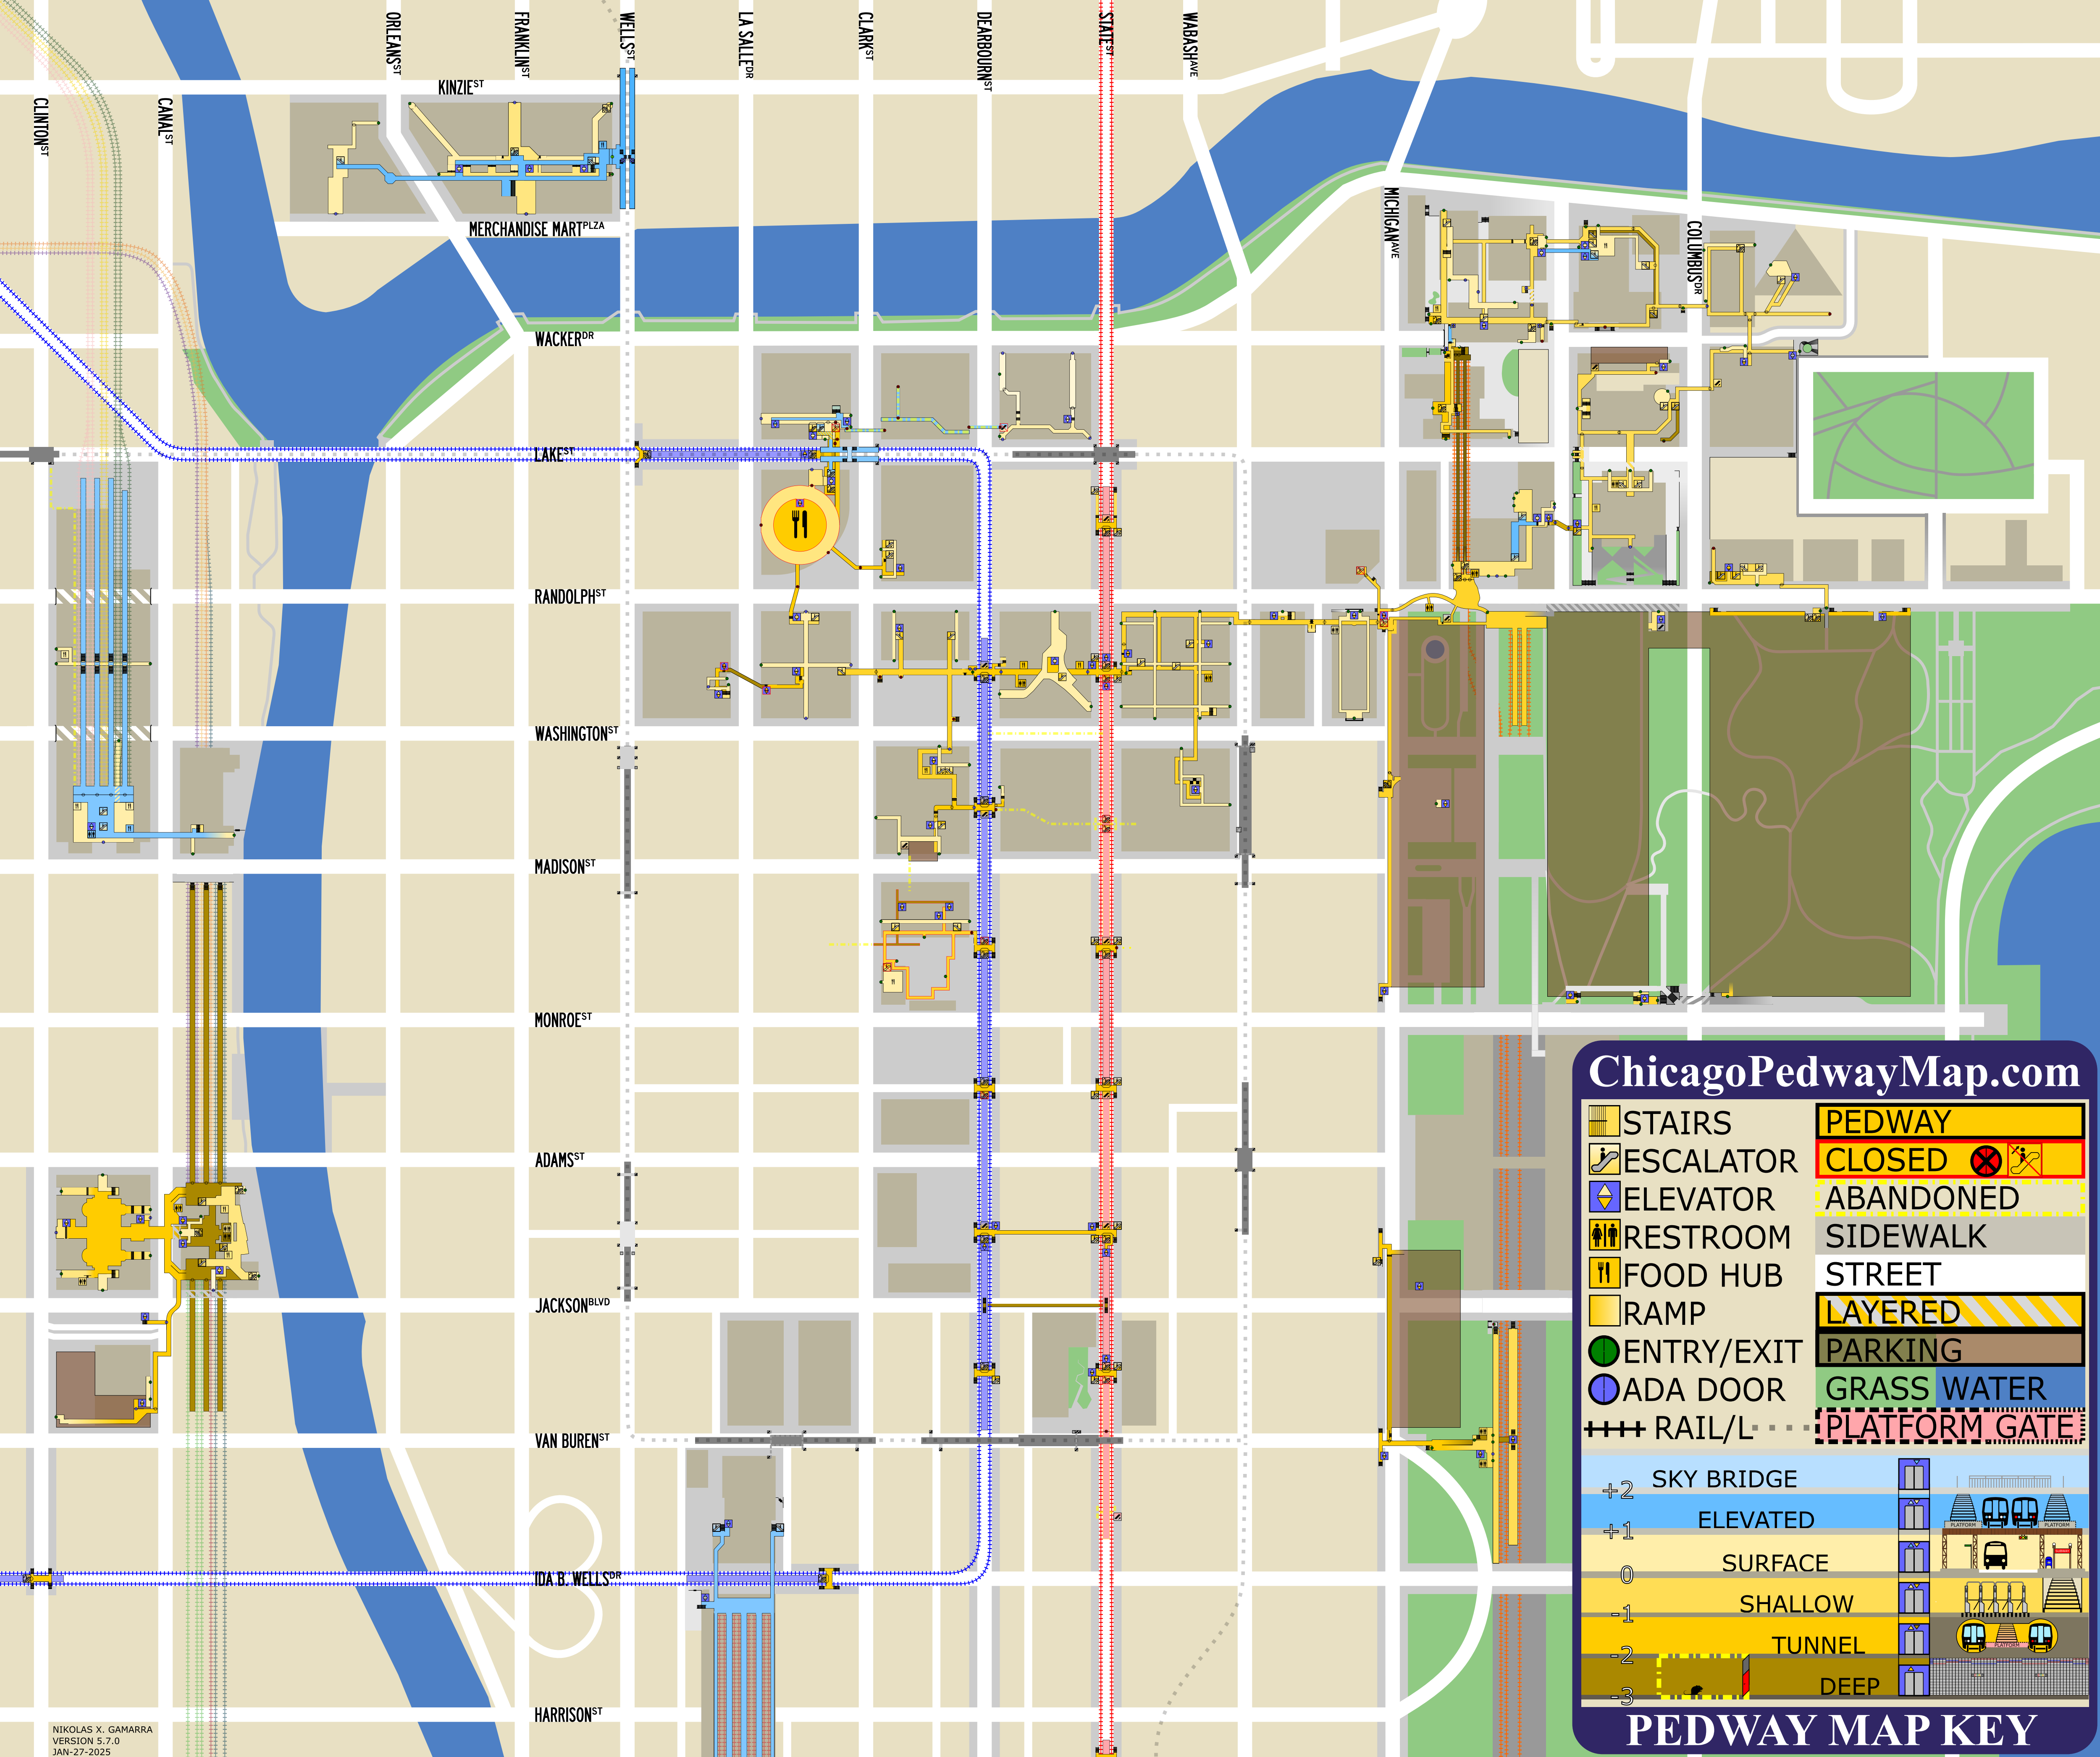 ORLEANS ST
FRANKLIN ST
WELLS ST
LA SALLE DR
CLARK ST
DEARBOURN ST
STATE ST
WABASH AVE
CLINTON ST
CANAL ST
KINZIE ST
MERCHANDISE MART PLZA
MICHIGAN AVE
COLUMBUS DR
WACKER DR
LAKE ST
RANDOLPH ST
WASHINGTON ST
MADISON ST
MONROE ST
ADAMS ST
JACKSON BLVD
VAN BUREN ST
IDA B. WELLS DR
HARRISON ST
ChicagoPedwayMap.com
STAIRS
ESCALATOR
ELEVATOR
RESTROOM
FOOD HUB
RAMP
ENTRY/EXIT
ADA DOOR
RAIL/L
PEDWAY
CLOSED
ABANDONED
SIDEWALK
STREET
LAYERED
PARKING
GRASS WATER
PLATFORM GATE
SKY BRIDGE
+2
ELEVATED
PLATFORM
PLATFORM
+1
SURFACE
0
SHALLOW
-1
TUNNEL
PLATFORM
-2
DEEP
-3
PEDWAY MAP KEY
NIKOLAS X. GAMARRA
VERSION 5.7.0
JAN-27-2025